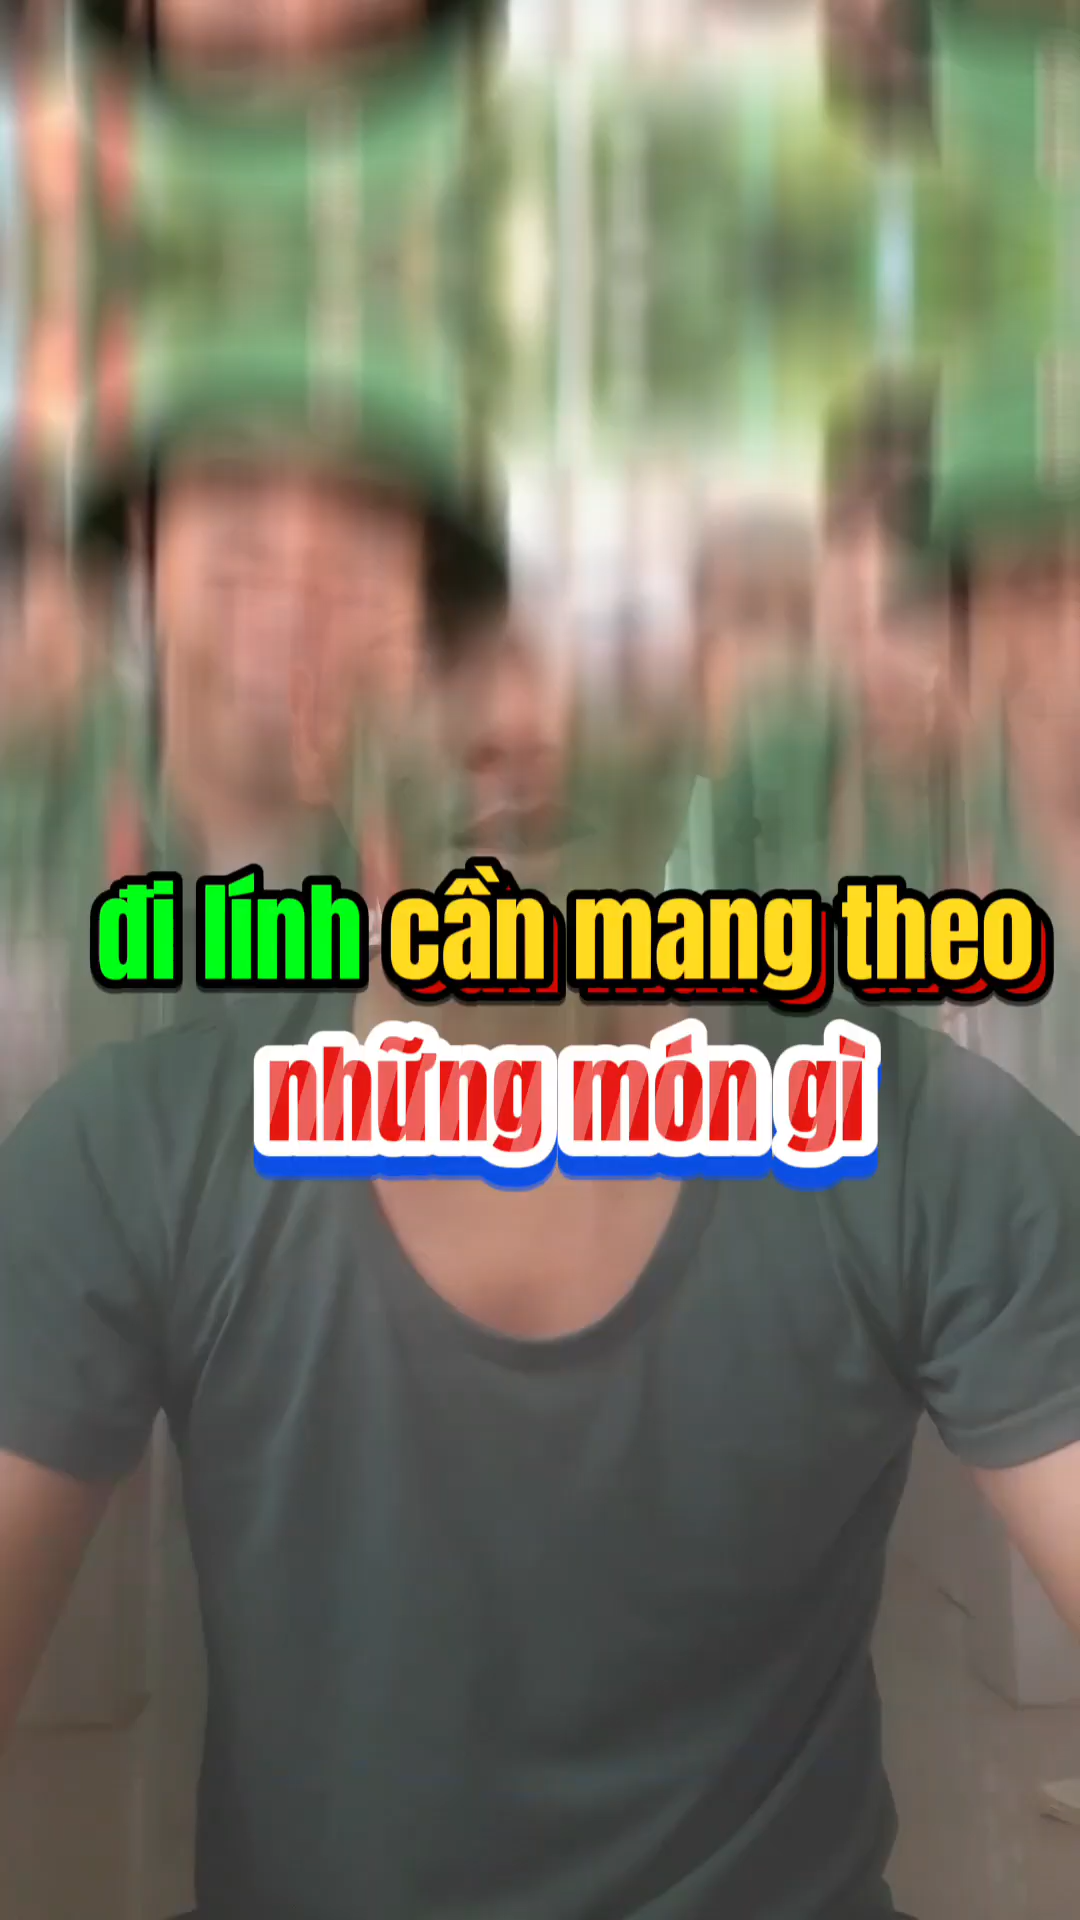 đi lính cần mang theo
những món gì